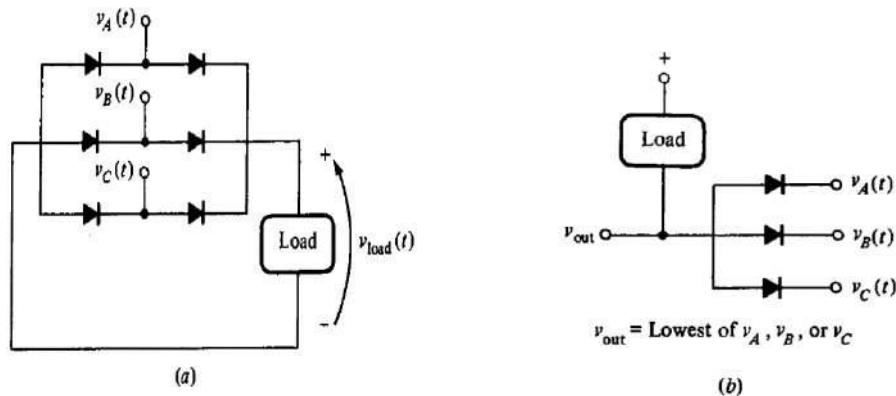 v_A(t)
v_B(t)
v_C(t)
+
Load
v_load(t)
−
(a)
+
Load
v_A(t)
v_out
v_B(t)
v_C(t)
v_out = Lowest of v_A, v_B, or v_C
(b)